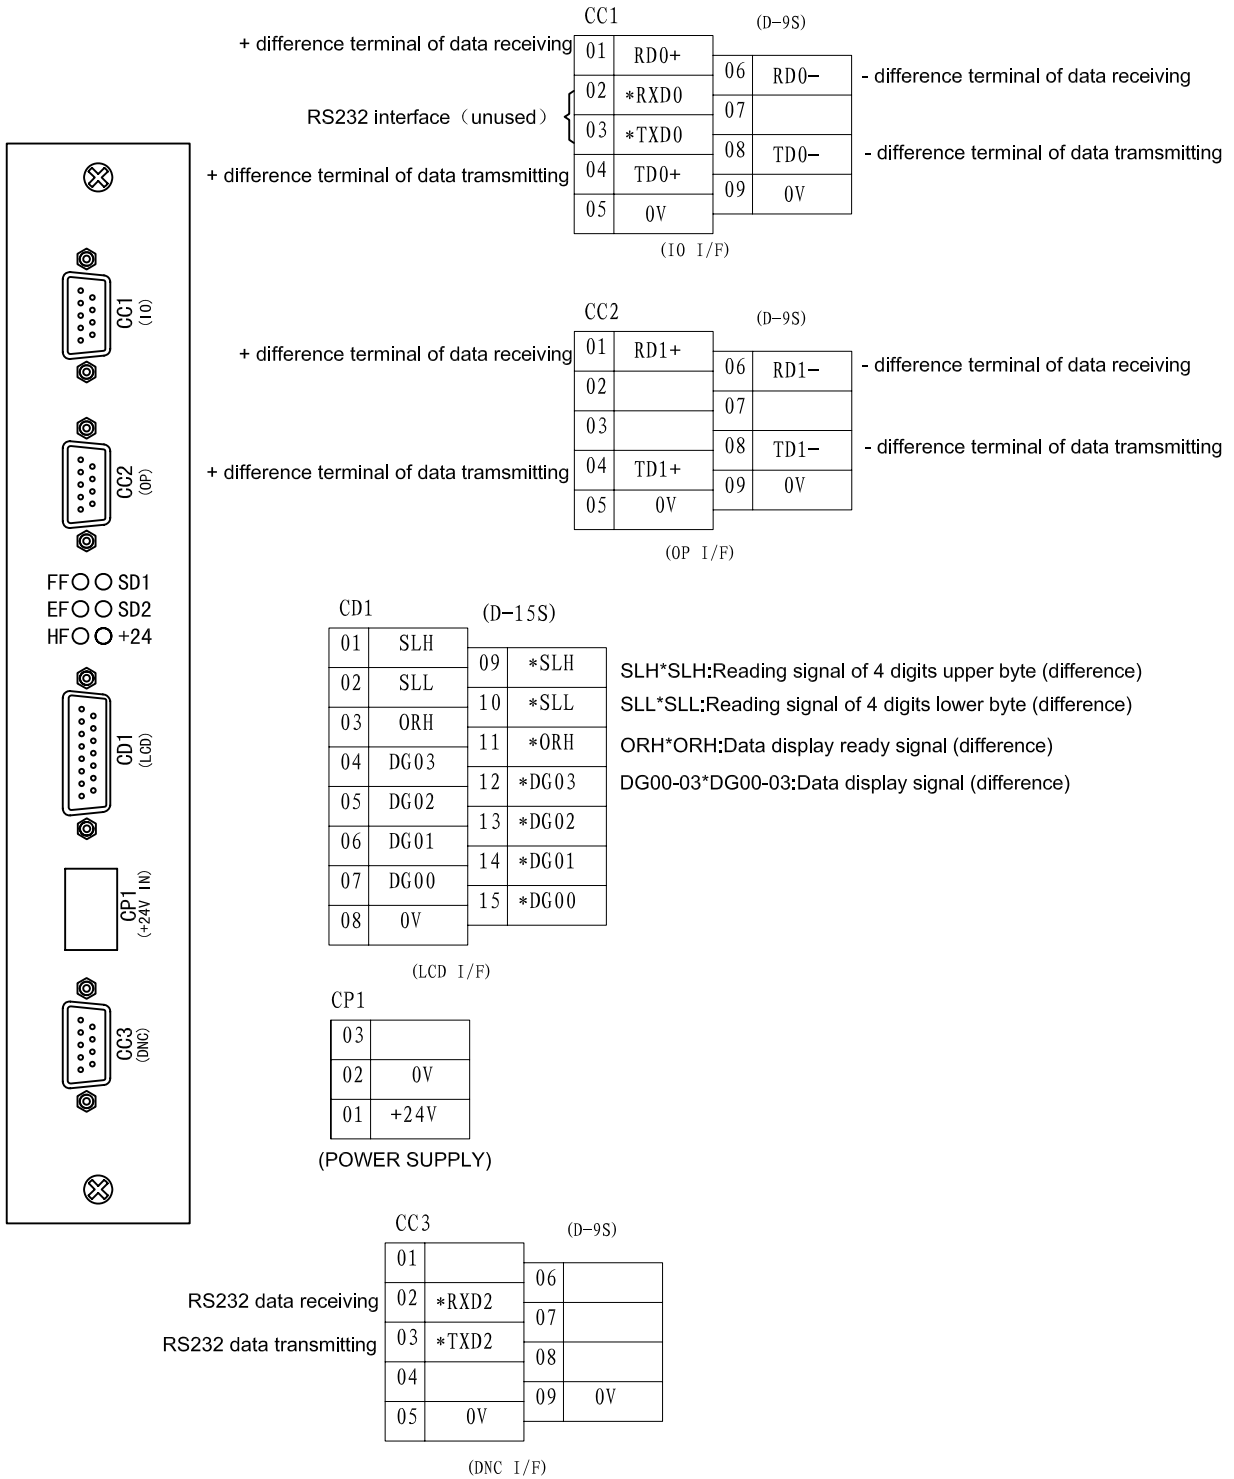 CC1
(D-9S)
+ difference terminal of data receiving
01 RD0+
06 RD0-
- difference terminal of data receiving
02 *RXD0
07
RS232 interface（unused）
03 *TXD0
08 TD0-
- difference terminal of data tramsmitting
+ difference terminal of data tramsmitting
04 TD0+
09 0V
05 0V
(IO I/F)
CC1
(IO)
CC2
(OP)
FF SD1
EF SD2
HF +24
CD1
(LCD)
CP1
(+24V IN)
CC3
(DNC)
CC2
(D-9S)
+ difference terminal of data receiving
01 RD1+
06 RD1-
- difference terminal of data receiving
02
07
03
08 TD1-
- difference terminal of data tramsmitting
+ difference terminal of data tramsmitting
04 TD1+
09 0V
05 0V
(OP I/F)
CD1
(D-15S)
01 SLH
09 *SLH
SLH*SLH:Reading signal of 4 digits upper byte (difference)
02 SLL
10 *SLL
SLL*SLL:Reading signal of 4 digits lower byte (difference)
03 ORH
11 *ORH
ORH*ORH:Data display ready signal (difference)
04 DG03
12 *DG03
DG00-03*DG00-03:Data display signal (difference)
05 DG02
13 *DG02
06 DG01
14 *DG01
07 DG00
15 *DG00
08 0V
(LCD I/F)
CP1
03
02 0V
01 +24V
(POWER SUPPLY)
CC3
(D-9S)
01
06
RS232 data receiving
02 *RXD2
07
RS232 data transmitting
03 *TXD2
08
04
09 0V
05 0V
(DNC I/F)